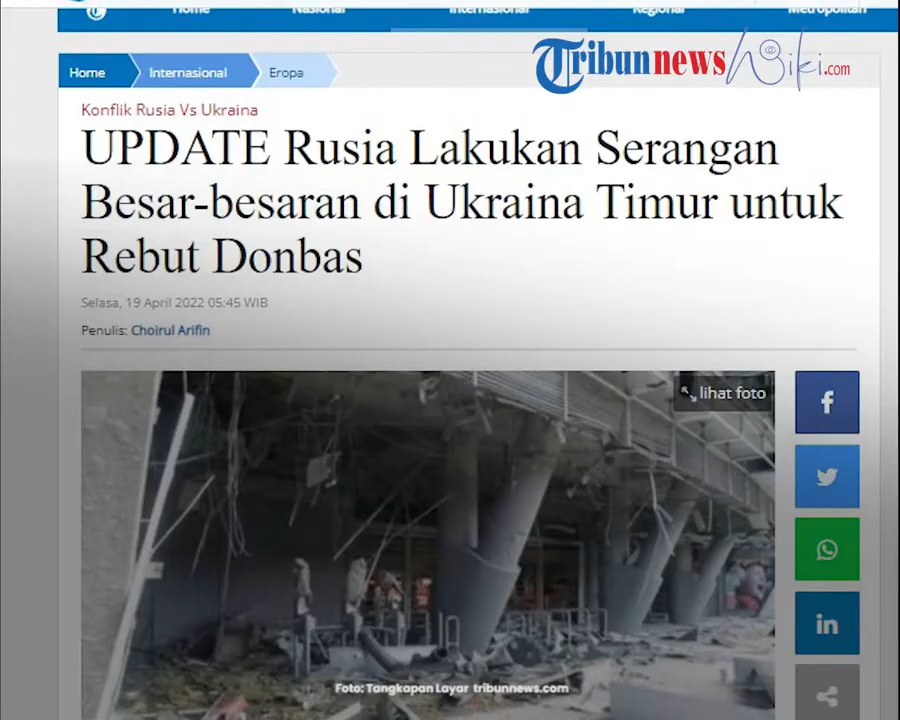 Home Nasional Internasional Regional Metropolitan
Home Internasional Eropa
Tribunnews Wiki.com
Konflik Rusia Vs Ukraina
UPDATE Rusia Lakukan Serangan
Besar-besaran di Ukraina Timur untuk
Rebut Donbas
Selasa, 19 April 2022 05:45 WIB
Penulis: Choirul Arifin
lihat foto
Foto: Tangkapan Layar tribunnews.com